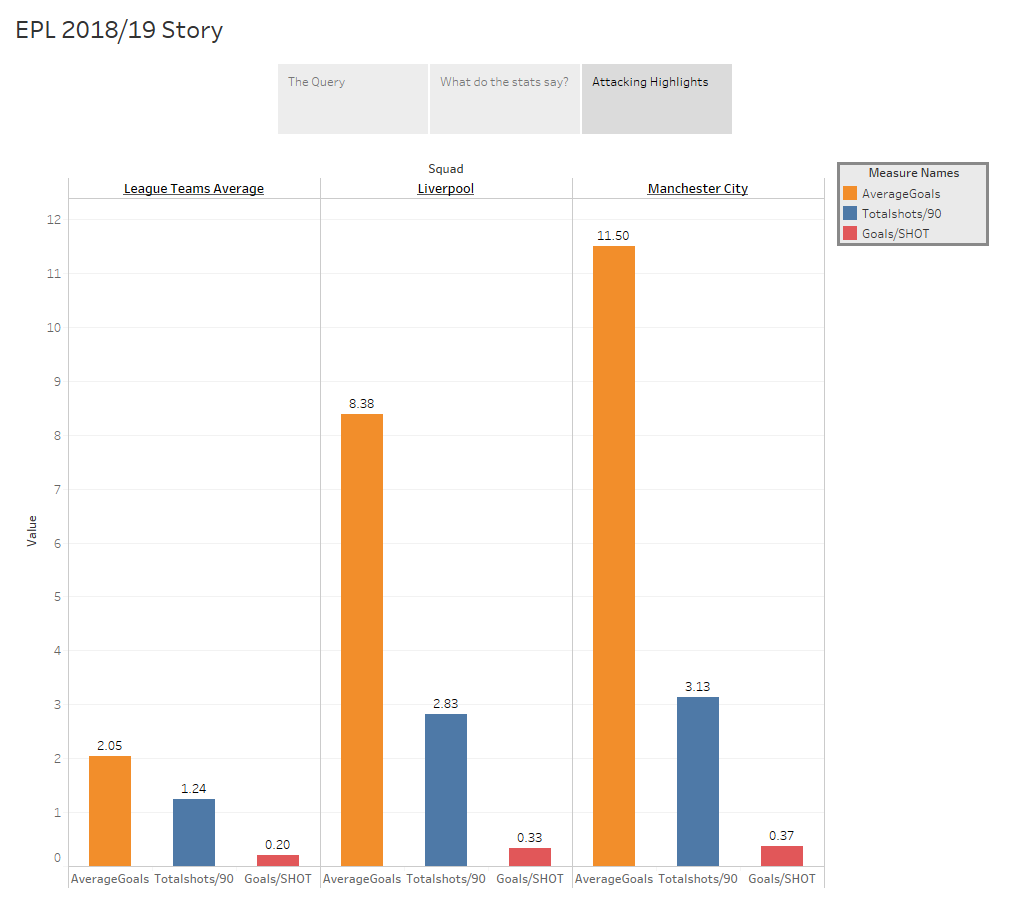 EPL 2018/19 Story
The Query
What do the stats say?
Attacking Highlights
Squad
League Teams Average
Liverpool
Manchester City
Measure Names
AverageGoals
Totalshots/90
Goals/SHOT
Value
12
11
10
9
8
7
6
5
4
3
2
1
0
2.05
1.24
0.20
8.38
2.83
0.33
11.50
3.13
0.37
AverageGoals Totalshots/90 Goals/SHOT AverageGoals Totalshots/90 Goals/SHOT AverageGoals Totalshots/90 Goals/SHOT